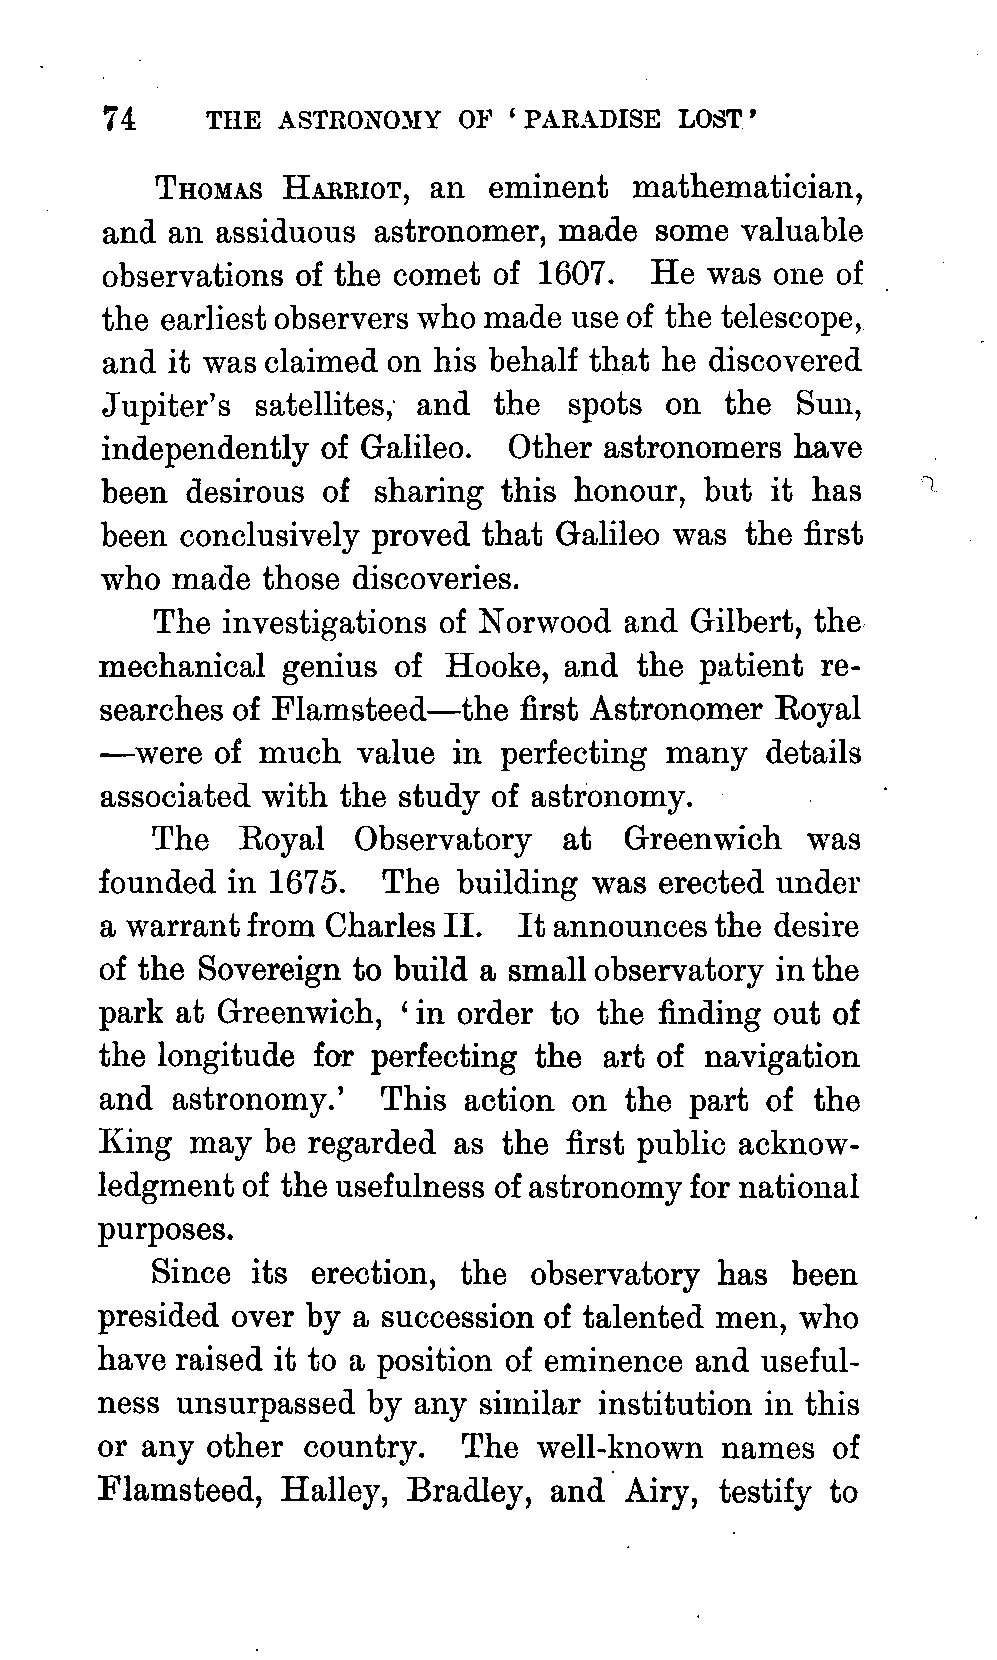 74 THE ASTRONOMY OF ‘PARADISE LOST’
THOMAS HARRIOT, an eminent mathematician,
and an assiduous astronomer, made some valuable
observations of the comet of 1607. He was one of
the earliest observers who made use of the telescope,
and it was claimed on his behalf that he discovered
Jupiter’s satellites, and the spots on the Sun,
independently of Galileo. Other astronomers have
been desirous of sharing this honour, but it has
been conclusively proved that Galileo was the first
who made those discoveries.
The investigations of Norwood and Gilbert, the
mechanical genius of Hooke, and the patient re-
searches of Flamsteed—the first Astronomer Royal
—were of much value in perfecting many details
associated with the study of astronomy.
The Royal Observatory at Greenwich was
founded in 1675. The building was erected under
a warrant from Charles II. It announces the desire
of the Sovereign to build a small observatory in the
park at Greenwich, ‘in order to the finding out of
the longitude for perfecting the art of navigation
and astronomy.’ This action on the part of the
King may be regarded as the first public acknow-
ledgment of the usefulness of astronomy for national
purposes.
Since its erection, the observatory has been
presided over by a succession of talented men, who
have raised it to a position of eminence and useful-
ness unsurpassed by any similar institution in this
or any other country. The well-known names of
Flamsteed, Halley, Bradley, and Airy, testify to